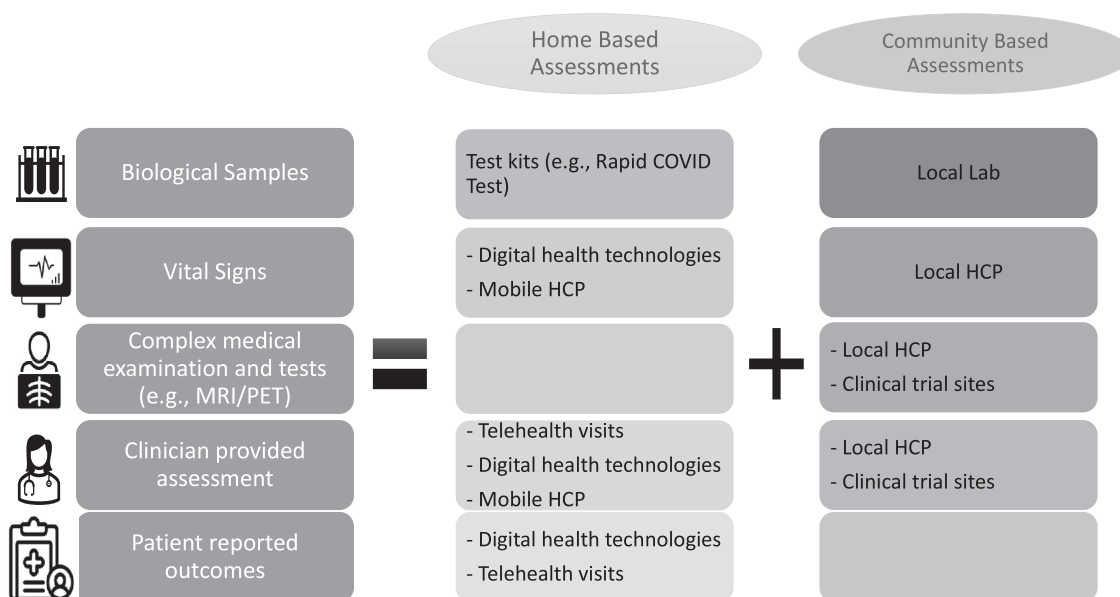 Home Based
Assessments
Community Based
Assessments
Biological Samples
Test kits (e.g., Rapid COVID
Test)
Local Lab
Vital Signs
- Digital health technologies
- Mobile HCP
Local HCP
Complex medical
examination and tests
(e.g., MRI/PET)
- Local HCP
- Clinical trial sites
Clinician provided
assessment
- Telehealth visits
- Digital health technologies
- Mobile HCP
- Local HCP
- Clinical trial sites
Patient reported
outcomes
- Digital health technologies
- Telehealth visits